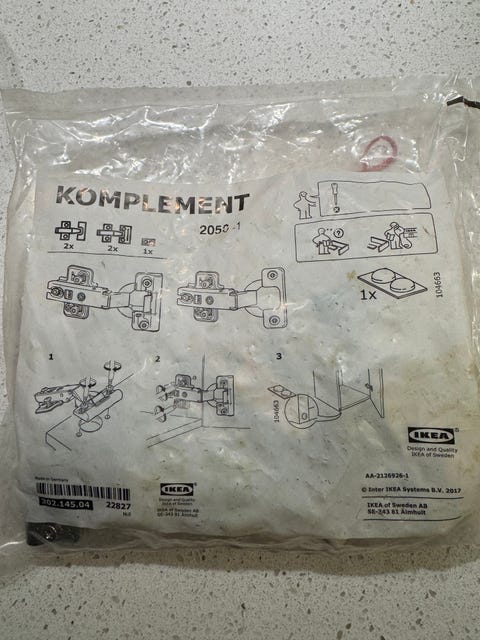 KOMPLEMENT
2x
2x
1x
?
1x
104663
1
2
3
104663
IKEA®
Design and Quality
IKEA of Sweden
Made in Germany
202.145.04
22827
IKEA
Design and Quality
IKEA of Sweden
IKEA of Sweden AB
SE-343 81 Älmhult
AA-2126926-1
© Inter IKEA Systems B.V. 2017
IKEA of Sweden AB
SE-343 81 Älmhult